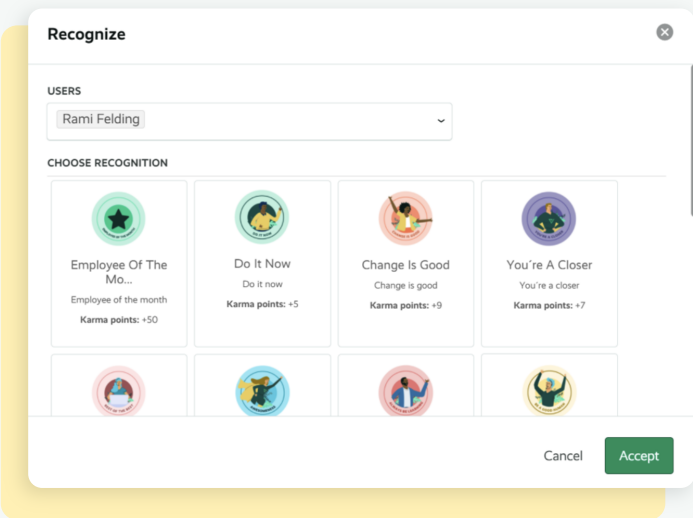 Recognize
USERS
Rami Felding
CHOOSE RECOGNITION
Employee Of The
Mo...
Employee of the month
Karma points: +50
Do It Now
Do it now
Karma points: +5
Change Is Good
Change is good
Karma points: +9
You´re A Closer
You´re a closer
Karma points: +7
Cancel
Accept